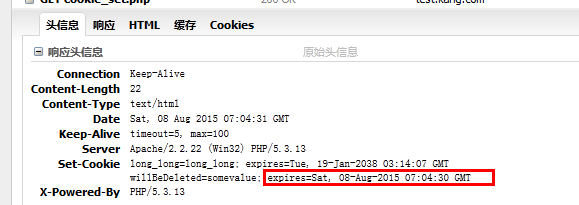 GET cookie_set.php 200 OK test.kang.com
头信息 响应 HTML 缓存 Cookies
响应头信息 原始头信息
Connection Keep-Alive
Content-Length 22
Content-Type text/html
Date Sat, 08 Aug 2015 07:04:31 GMT
Keep-Alive timeout=5, max=100
Server Apache/2.2.22 (Win32) PHP/5.3.13
Set-Cookie long_long=long_long; expires=Tue, 19-Jan-2038 03:14:07 GMT
willBeDeleted=somevalue; expires=Sat, 08-Aug-2015 07:04:30 GMT
X-Powered-By PHP/5.3.13